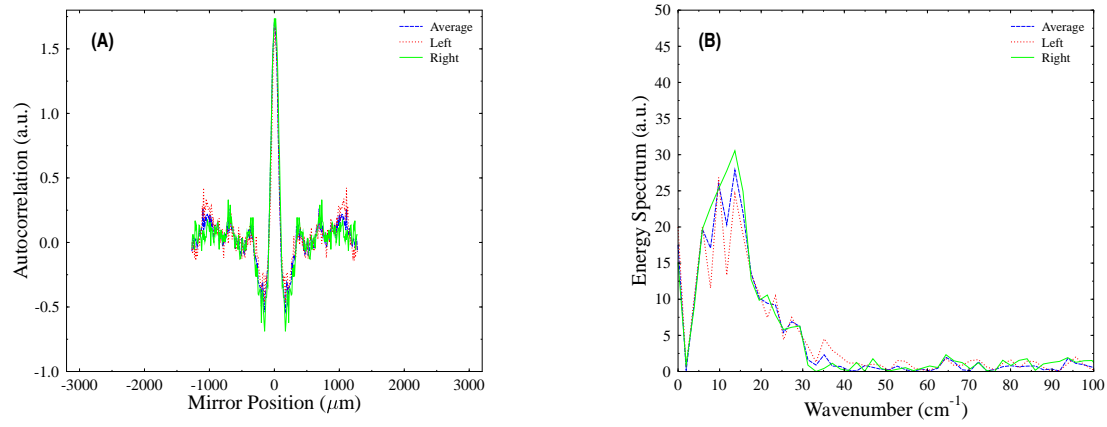 (A)
Average
Left
Right
1.5
1.0
0.5
0.0
-0.5
-1.0
Autocorrelation (a.u.)
-3000 -2000 -1000 0 1000 2000 3000
Mirror Position (μm)
(B)
Average
Left
Right
50
45
40
35
30
25
20
15
10
5
0
Energy Spectrum (a.u.)
0 10 20 30 40 50 60 70 80 90 100
Wavenumber (cm⁻¹)